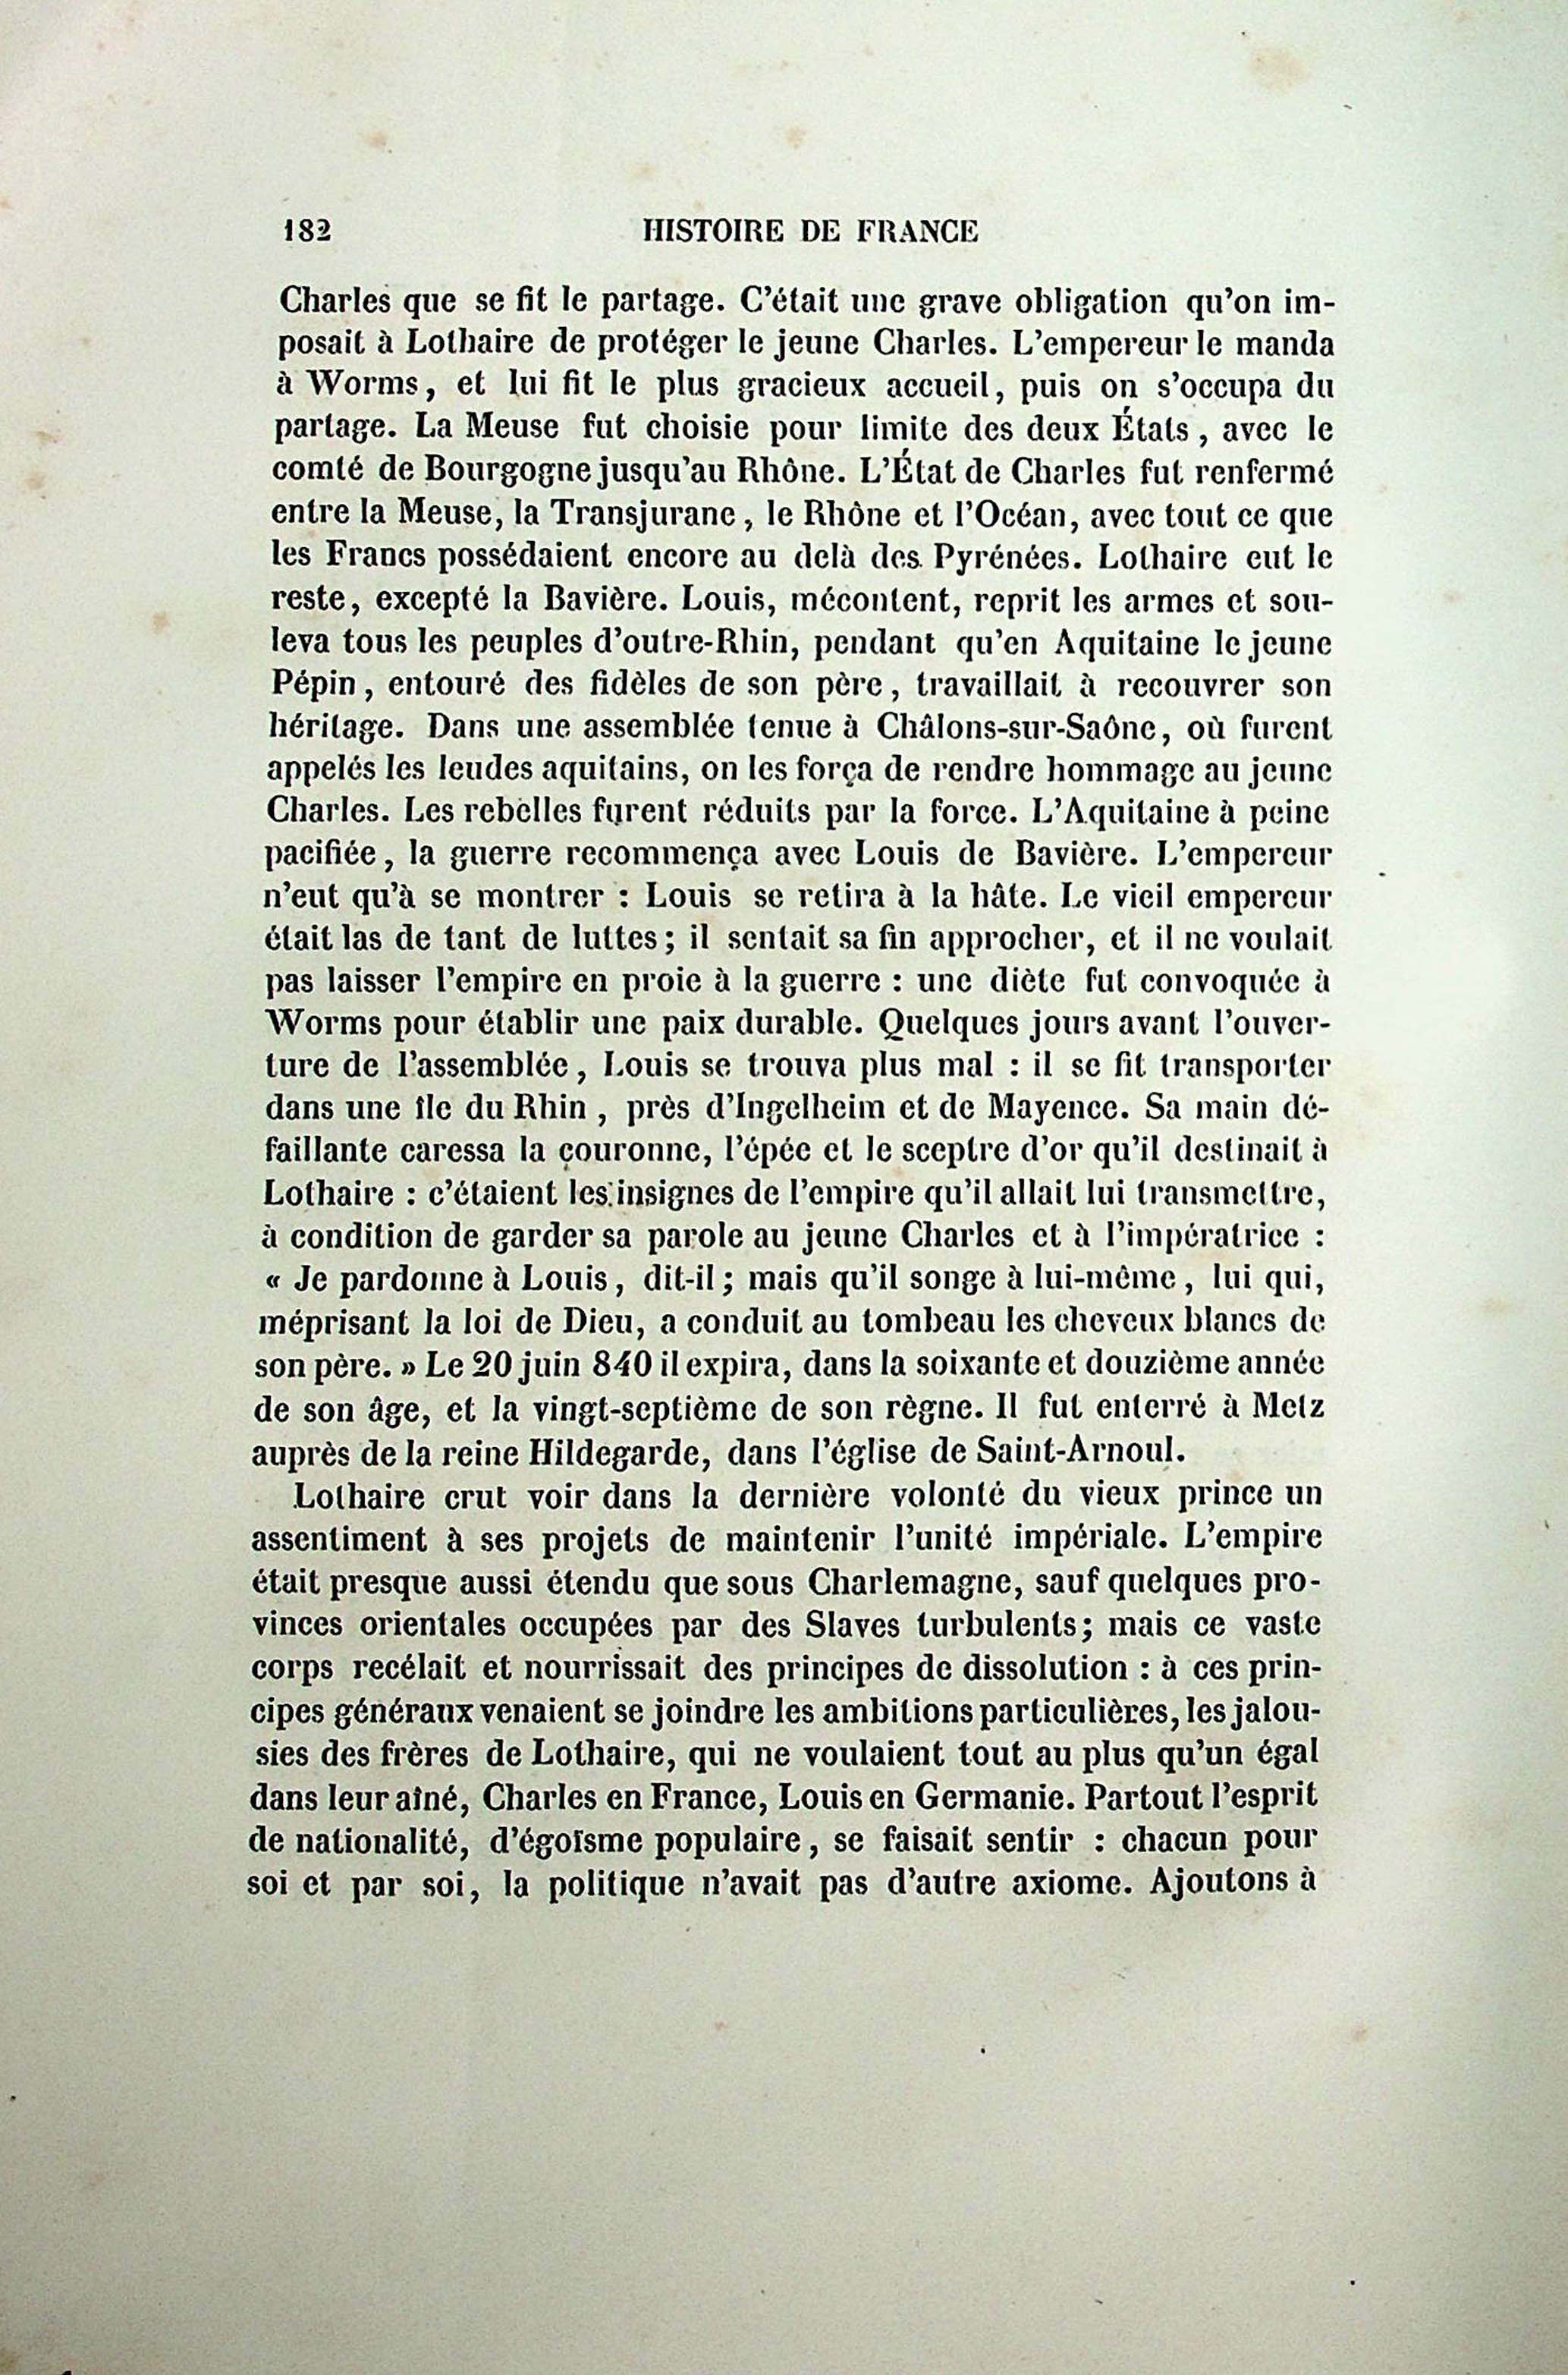 182 HISTOIRE DE FRANCE
Charles que se fit le partage. C'était une grave obligation qu'on im-
posait à Lothaire de protéger le jeune Charles. L'empereur le manda
à Worms, et lui fit le plus gracieux accueil, puis on s'occupa du
partage. La Meuse fut choisie pour limite des deux États, avec le
comté de Bourgogne jusqu'au Rhône. L'État de Charles fut renfermé
entre la Meuse, la Transjurane, le Rhône et l'Océan, avec tout ce que
les Francs possédaient encore au delà des Pyrénées. Lothaire eut le
reste, excepté la Bavière. Louis, mécontent, reprit les armes et sou-
leva tous les peuples d'outre-Rhin, pendant qu'en Aquitaine le jeune
Pépin, entouré des fidèles de son père, travaillait à recouvrer son
héritage. Dans une assemblée tenue à Châlons-sur-Saône, où furent
appelés les leudes aquitains, on les força de rendre hommage au jeune
Charles. Les rebelles furent réduits par la force. L'Aquitaine à peine
pacifiée, la guerre recommença avec Louis de Bavière. L'empereur
n'eut qu'à se montrer : Louis se retira à la hâte. Le vieil empereur
était las de tant de luttes; il sentait sa fin approcher, et il ne voulait
pas laisser l'empire en proie à la guerre : une diète fut convoquée à
Worms pour établir une paix durable. Quelques jours avant l'ouver-
ture de l'assemblée, Louis se trouva plus mal : il se fit transporter
dans une île du Rhin, près d'Ingelheim et de Mayence. Sa main dé-
faillante caressa la couronne, l'épée et le sceptre d'or qu'il destinait à
Lothaire : c'étaient les insignes de l'empire qu'il allait lui transmettre,
à condition de garder sa parole au jeune Charles et à l'impératrice :
« Je pardonne à Louis, dit-il; mais qu'il songe à lui-même, lui qui,
méprisant la loi de Dieu, a conduit au tombeau les cheveux blancs de
son père. » Le 20 juin 840 il expira, dans la soixante et douzième année
de son âge, et la vingt-septième de son règne. Il fut enterré à Metz
auprès de la reine Hildegarde, dans l'église de Saint-Arnoul.
Lothaire crut voir dans la dernière volonté du vieux prince un
assentiment à ses projets de maintenir l'unité impériale. L'empire
était presque aussi étendu que sous Charlemagne, sauf quelques pro-
vinces orientales occupées par des Slaves turbulents; mais ce vaste
corps recélait et nourrissait des principes de dissolution : à ces prin-
cipes généraux venaient se joindre les ambitions particulières, les jalou-
sies des frères de Lothaire, qui ne voulaient tout au plus qu'un égal
dans leur aîné, Charles en France, Louis en Germanie. Partout l'esprit
de nationalité, d'égoïsme populaire, se faisait sentir : chacun pour
soi et par soi, la politique n'avait pas d'autre axiome. Ajoutons à